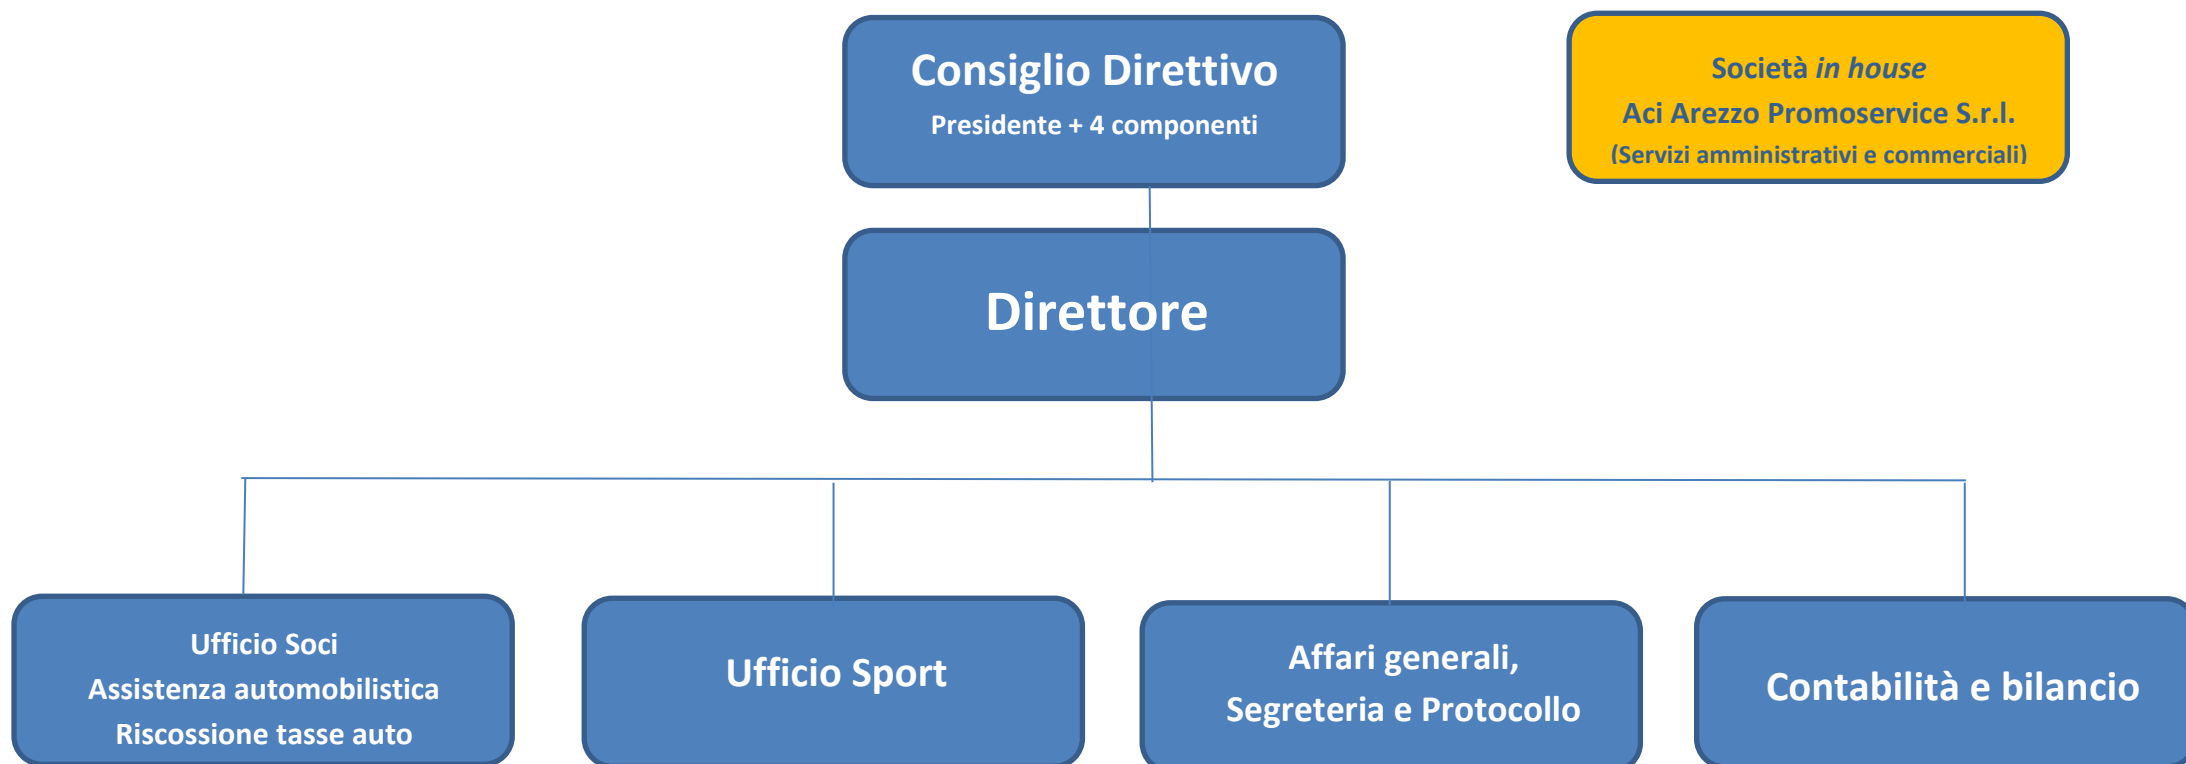 Consiglio Direttivo
Presidente + 4 componenti
Società in house
Aci Arezzo Promoservice S.r.l.
(Servizi amministrativi e commerciali)
Direttore
Ufficio Soci
Assistenza automobilistica
Riscossione tasse auto
Ufficio Sport
Affari generali,
Segreteria e Protocollo
Contabilità e bilancio